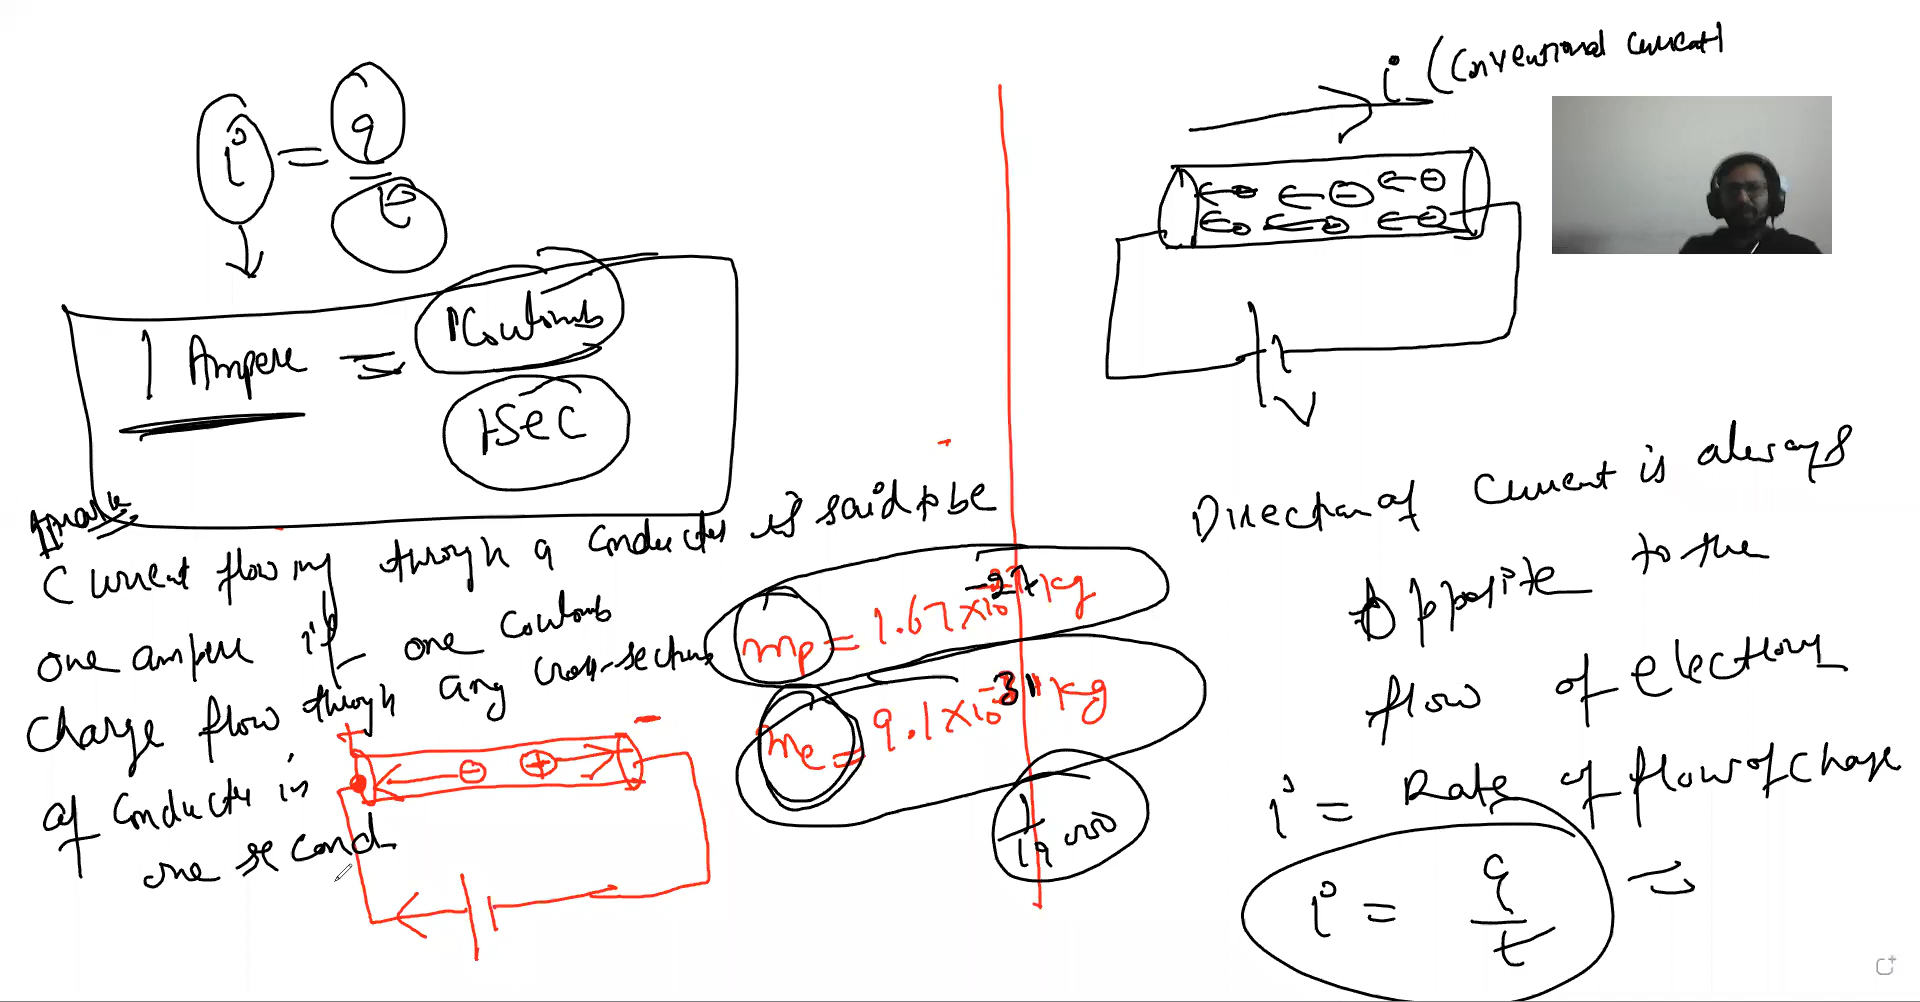 i = q
t
1 Ampere = 1 Coulomb
1 Sec
Current flowing through a conductor is said to be
one ampere if one coulomb
charge flow through any cross-section
of conductor in
one second
mp = 1.67 × 10 -27 kg
me = 9.1 × 10 -31 kg
+
-
-
+
i (Conventional current)
Direction of current is always
opposite to the
flow of electrons
i = Rate of flow of charge
i = q
t